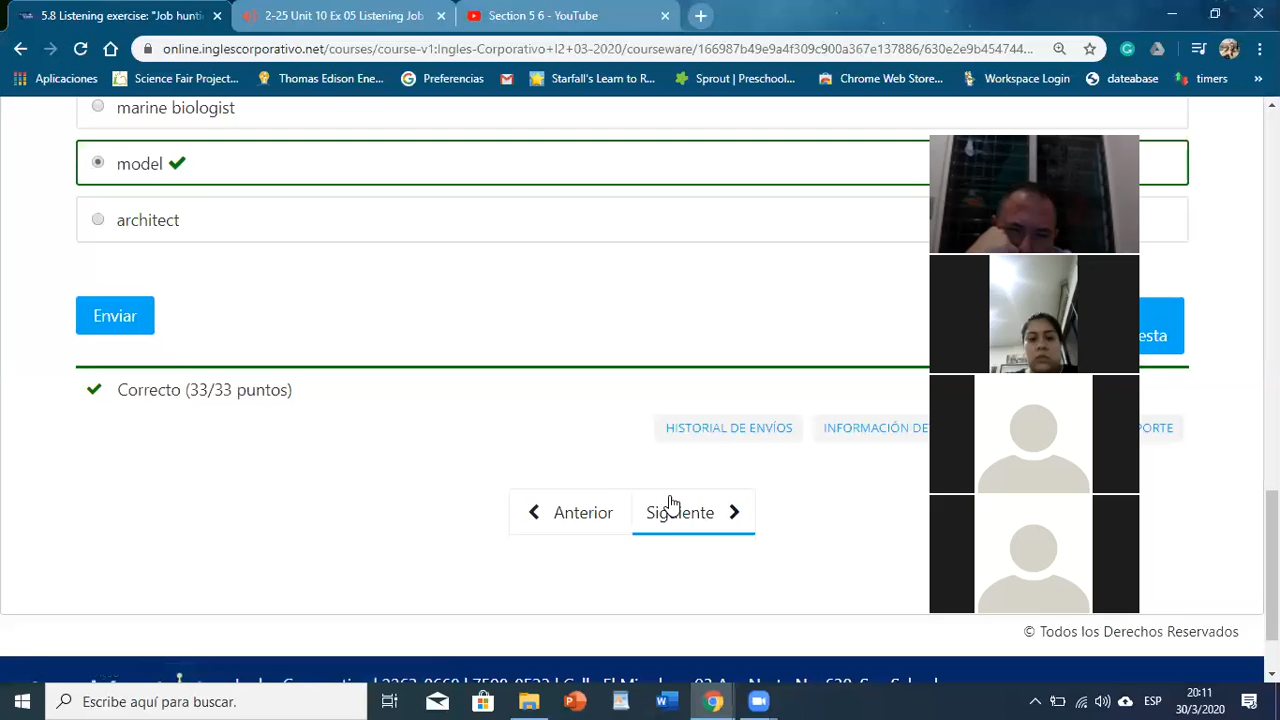 5.8 Listening exercise: "Job hunti
2-25 Unit 10 Ex 05 Listening Job
Section 5 6 - YouTube
online.inglescorporativo.net/courses/course-v1:Ingles-Corporativo+I2+03-2020/courseware/166987b49e9a4f309c900a367e137886/630e2e9b454744...
Aplicaciones
Science Fair Project...
Thomas Edison Ene...
Preferencias
Starfall's Learn to R...
Sprout | Preschool...
Chrome Web Store...
Workspace Login
dateabase
timers
marine biologist
model
architect
Enviar
esta
Correcto (33/33 puntos)
HISTORIAL DE ENVÍOS
INFORMACIÓN DE
PORTE
Anterior
Siguiente
© Todos los Derechos Reservados
Escribe aquí para buscar.
ESP
20:11
30/3/2020